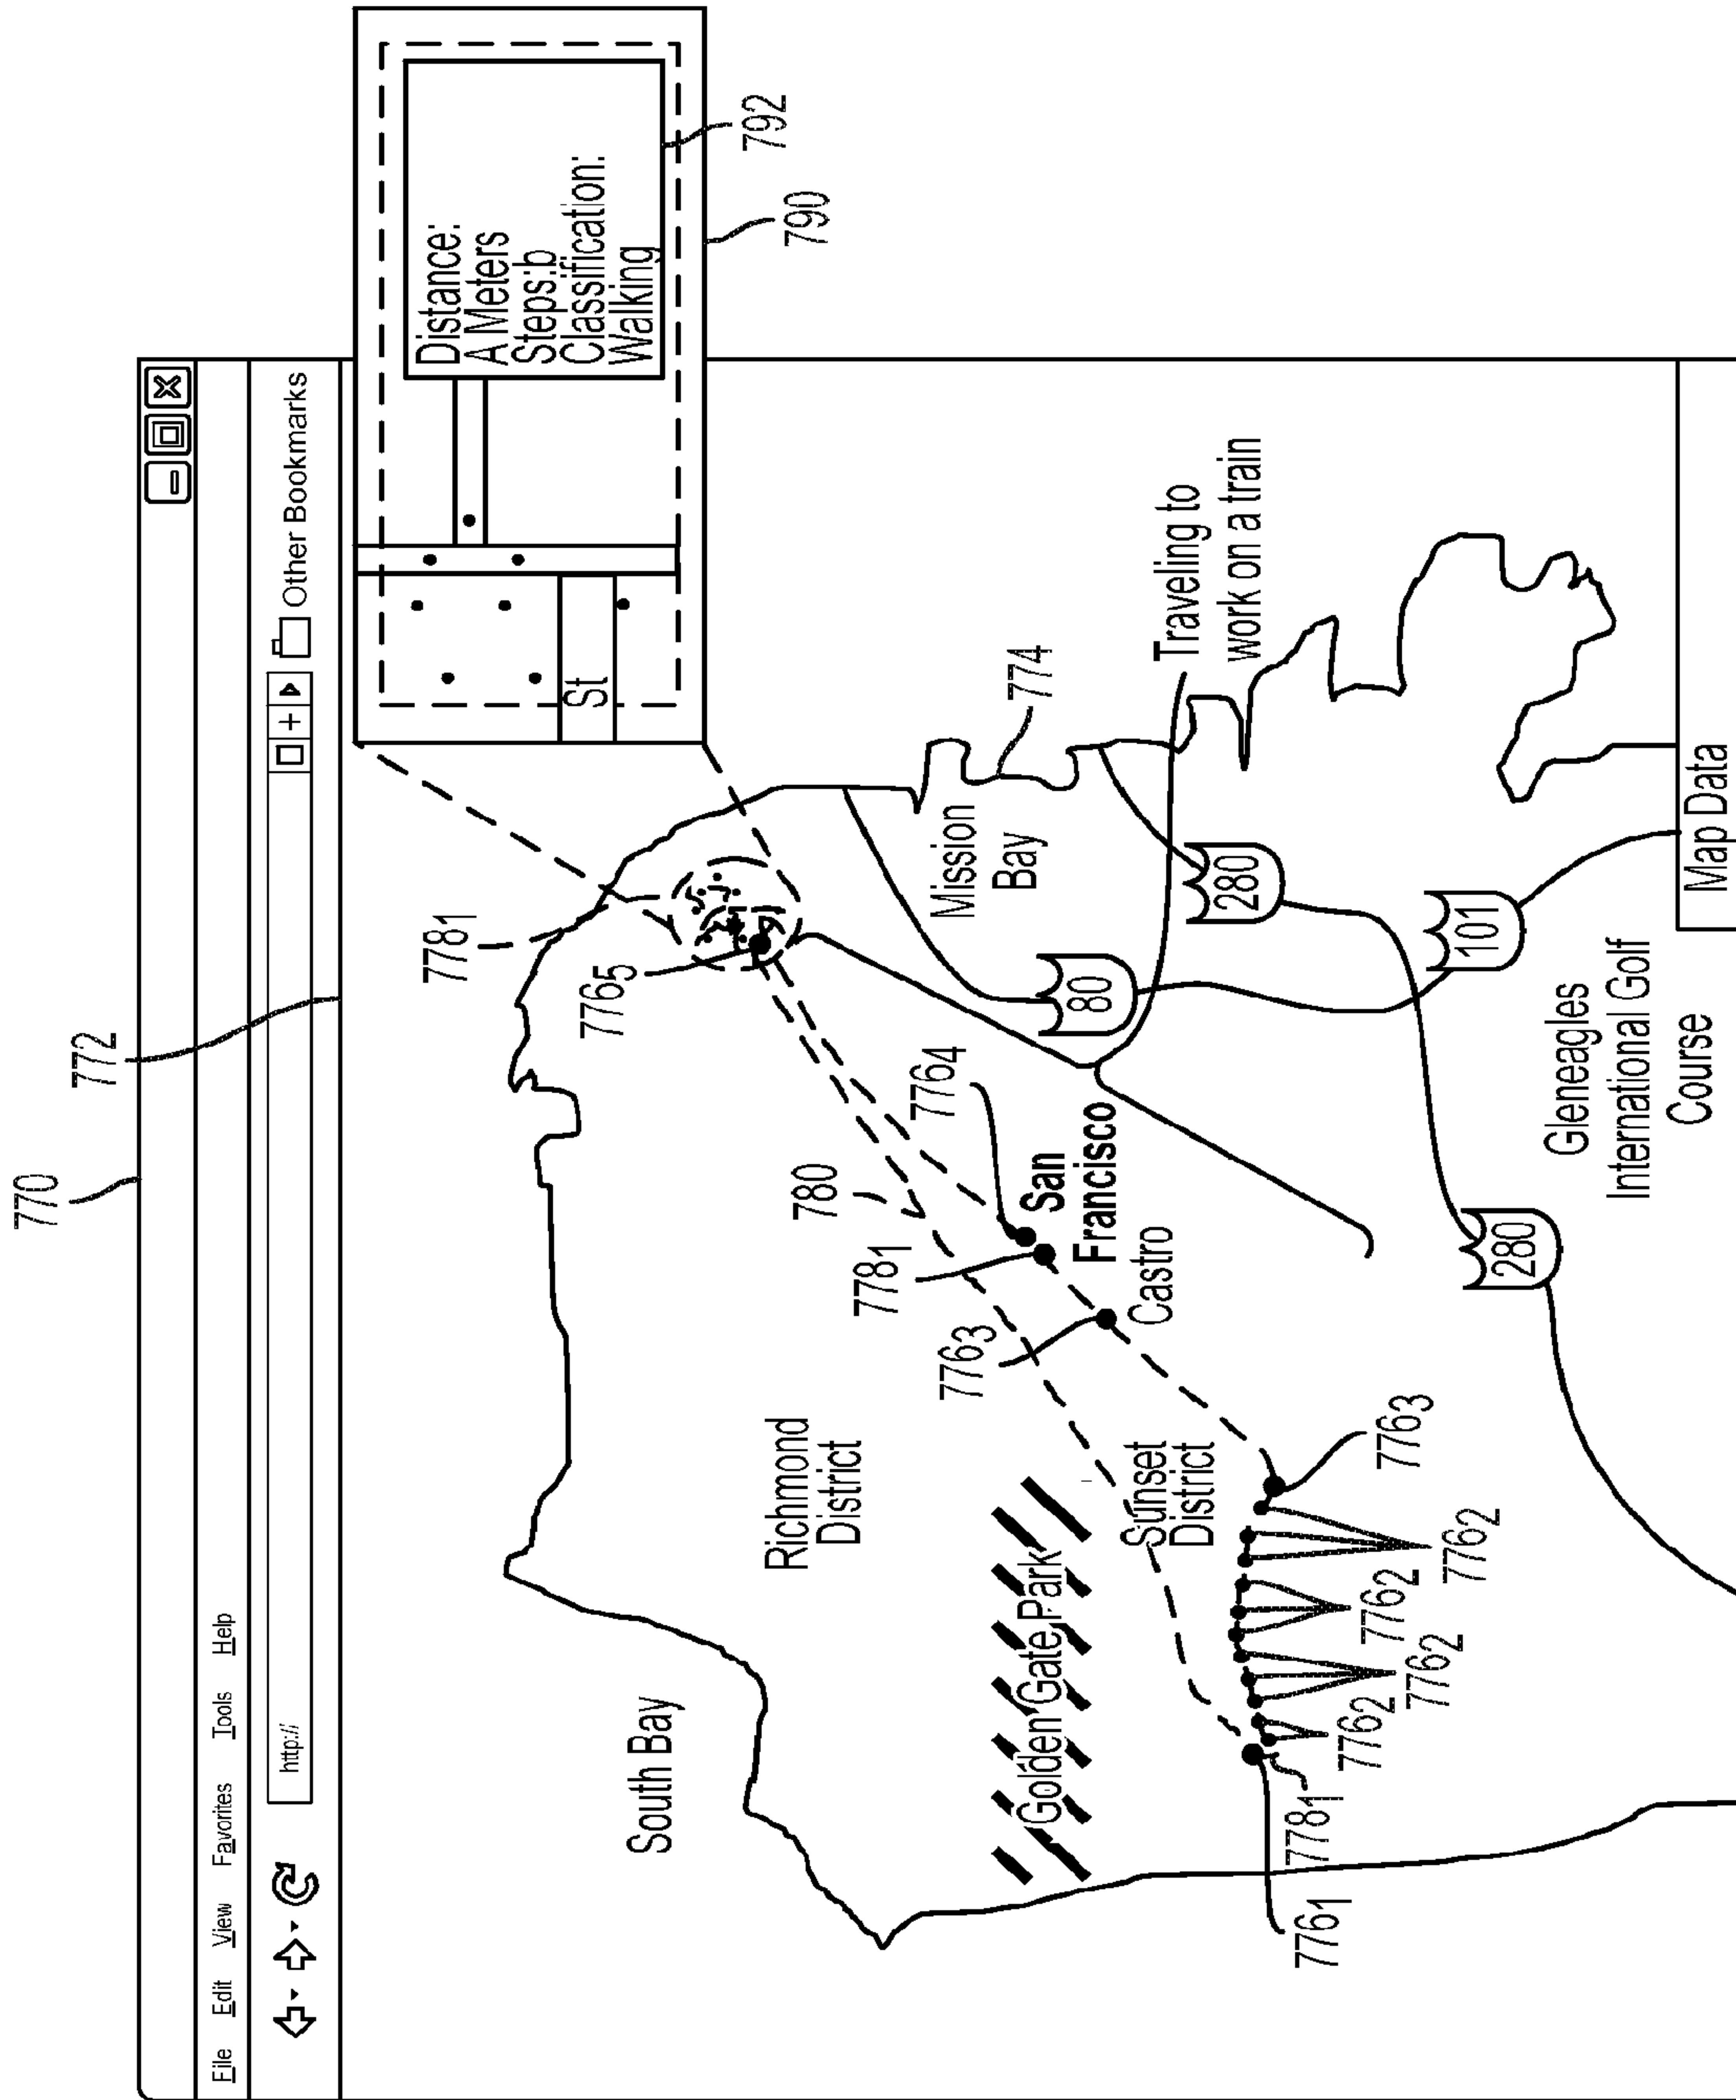 770
772
File Edit View Favorites Tools Help
http://
Other Bookmarks
Distance:
A Meters
Steps:b
Classification:
Walking
St
792
790
South Bay
Richmond
District
Golden Gate Park
Sunset
District
San
Francisco
Castro
Mission
Bay
774
Traveling to
work on a train
778₁
776₅
780
776₄
778₁
776₃
776₃
776₂
776₂
776₂
776₂
778₁
776₁
80
280
101
280
Gleneagles
International Golf
Course
Map Data